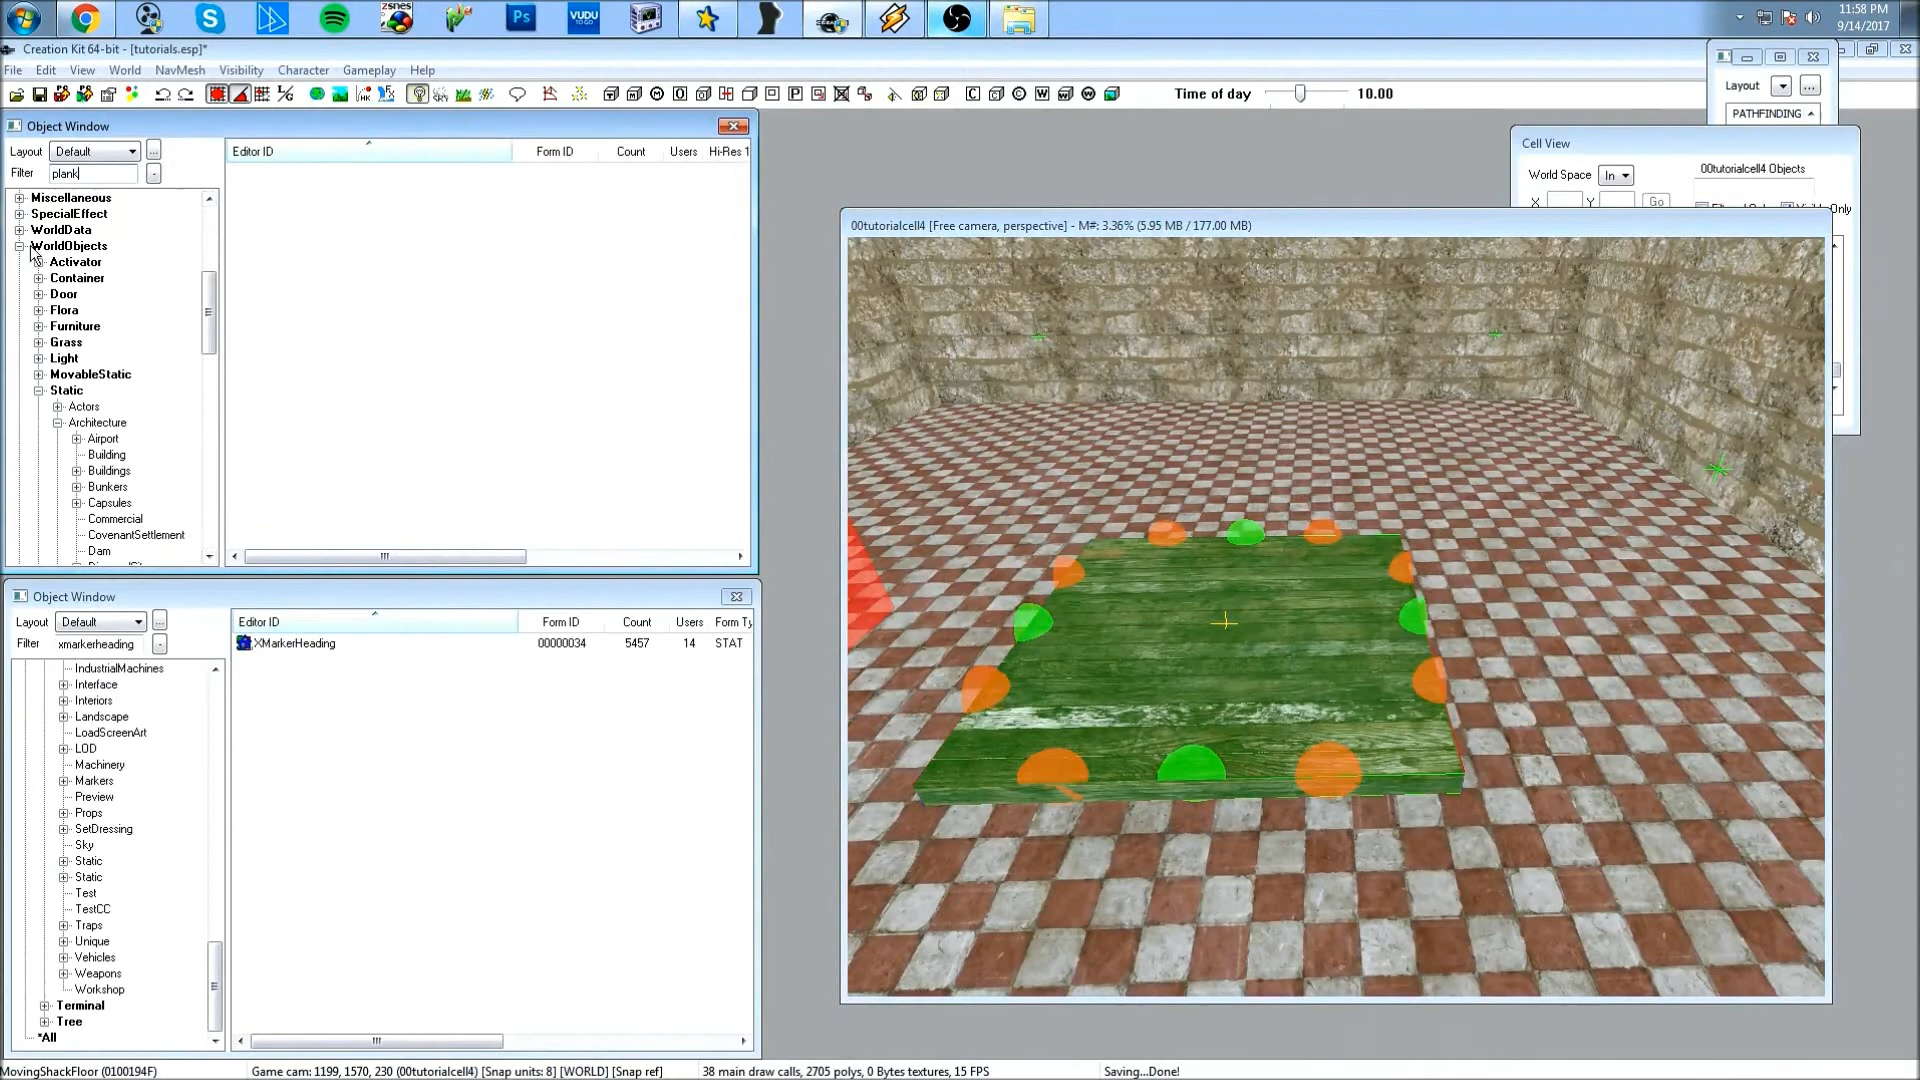 zsnes
Ps
VUDU
TO GO
11:58 PM
9/14/2017
Creation Kit 64-bit - [tutorials.esp]*
File Edit View World NavMesh Visibility Character Gameplay Help
Time of day 10.00
Layout
PATHFINDING
Object Window
Layout Default ...
Filter plank -
Editor ID Form ID Count Users Hi-Res 1
Miscellaneous
SpecialEffect
WorldData
WorldObjects
Activator
Container
Door
Flora
Furniture
Grass
Light
MovableStatic
Static
Actors
Architecture
Airport
Building
Buildings
Bunkers
Capsules
Commercial
CovenantSettlement
Dam
Cell View
World Space In
00tutorialcell4 Objects
X Y Go
00tutorialcell4 [Free camera, perspective] - M#: 3.36% (5.95 MB / 177.00 MB)
Object Window
Layout Default ...
Filter xmarkerheading -
Editor ID Form ID Count Users Form Ty
XMarkerHeading 00000034 5457 14 STAT
IndustrialMachines
Interface
Interiors
Landscape
LoadScreenArt
LOD
Machinery
Markers
Preview
Props
SetDressing
Sky
Static
Static
Test
TestCC
Traps
Unique
Vehicles
Weapons
Workshop
Terminal
Tree
*All
MovingShackFloor (0100194F) Game cam: 1199, 1570, 230 (00tutorialcell4) [Snap units: 8] [WORLD] [Snap ref] 38 main draw calls, 2705 polys, 0 Bytes textures, 15 FPS Saving...Done!